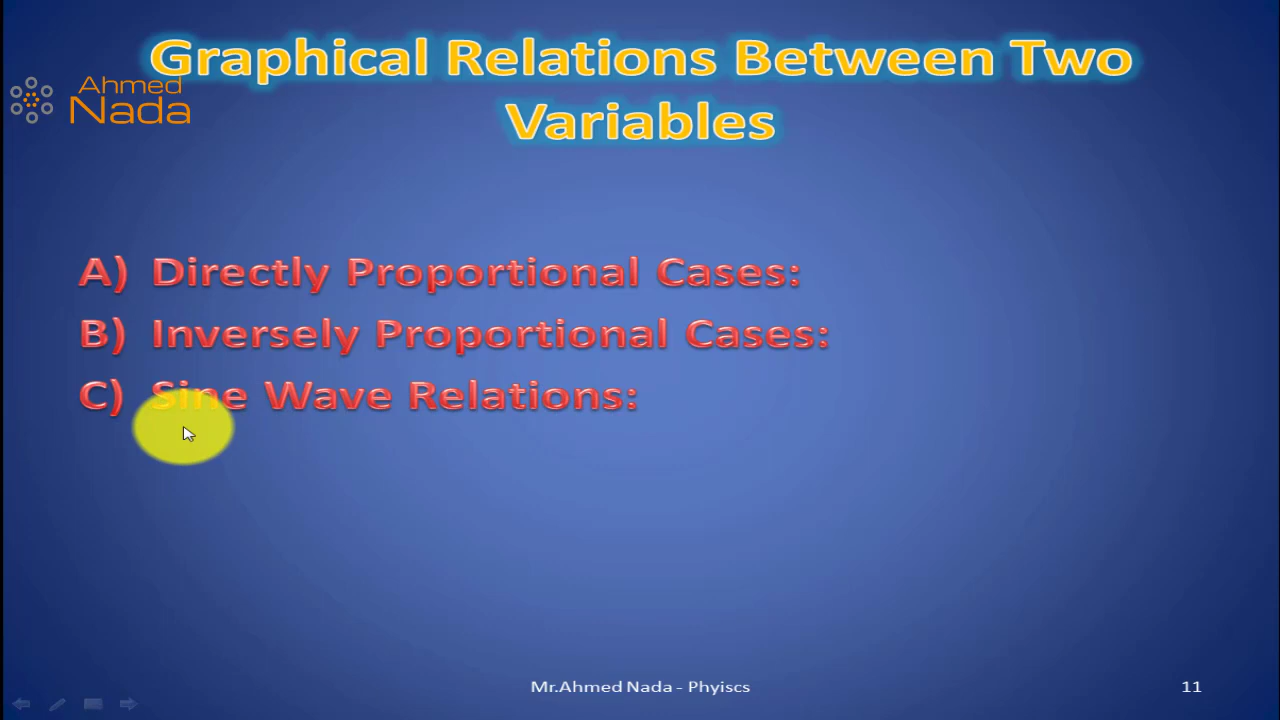 Graphical Relations Between Two
Variables
Ahmed
Nada
A) Directly Proportional Cases:
B) Inversely Proportional Cases:
C) Sine Wave Relations:
Mr.Ahmed Nada - Phyiscs
11